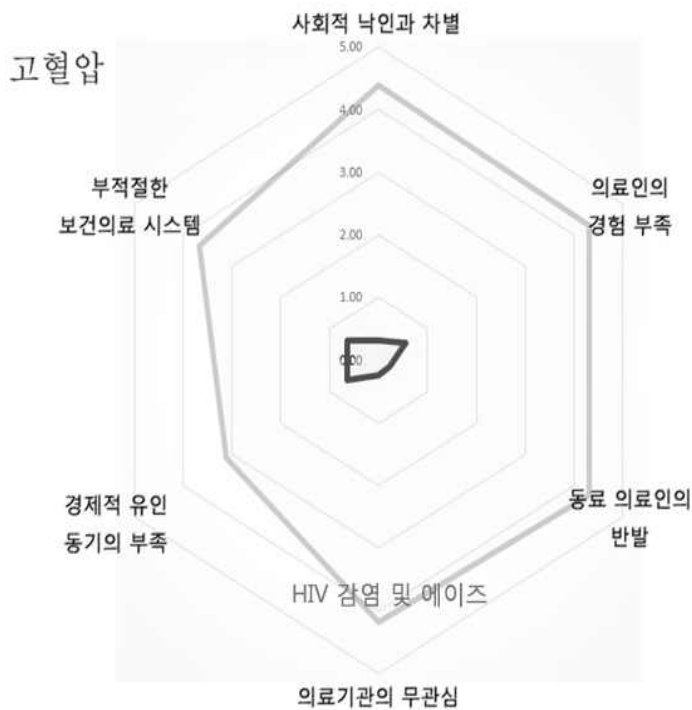 사회적 낙인과 차별
5.00
고혈압
4.00
3.00
부적절한
보건의료 시스템
의료인의
경험 부족
2.00
1.00
0.00
경제적 유인
동기의 부족
동료 의료인의
반발
HIV 감염 및 에이즈
의료기관의 무관심